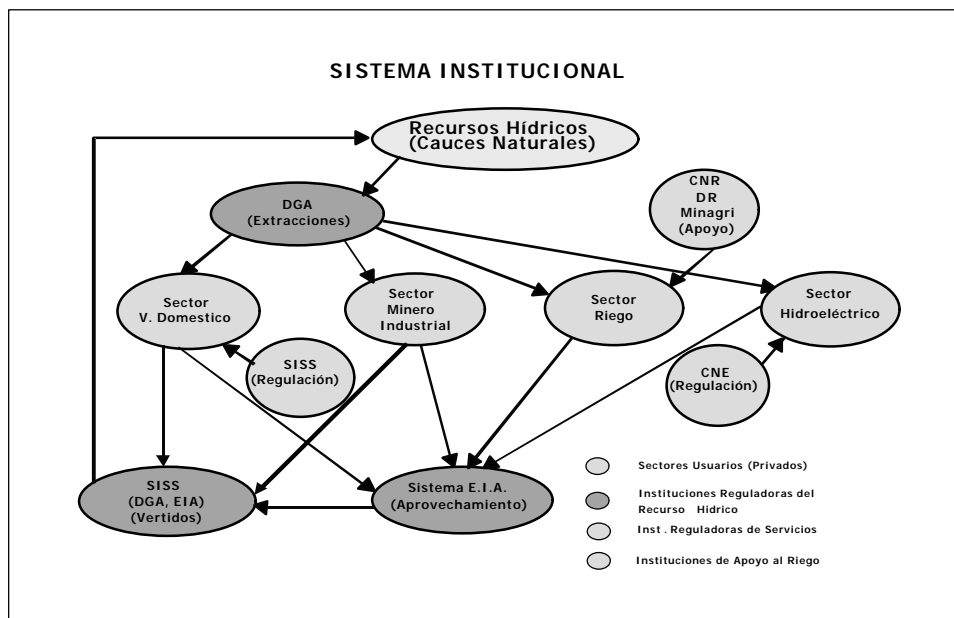 SISTEMA INSTITUCIONAL
Recursos Hídricos
(Cauces Naturales)
CNR
DR
Minagri
(Apoyo)
DGA
(Extracciones)
Sector
V. Domestico
Sector
Minero
Industrial
Sector
Riego
Sector
Hidroeléctrico
SISS
(Regulación)
CNE
(Regulación)
SISS
(DGA, EIA)
(Vertidos)
Sistema E.I.A.
(Aprovechamiento)
Sectores Usuarios (Privados)
Instituciones Reguladoras del
Recurso Hidrico
Inst. Reguladoras de Servicios
Instituciones de Apoyo al Riego